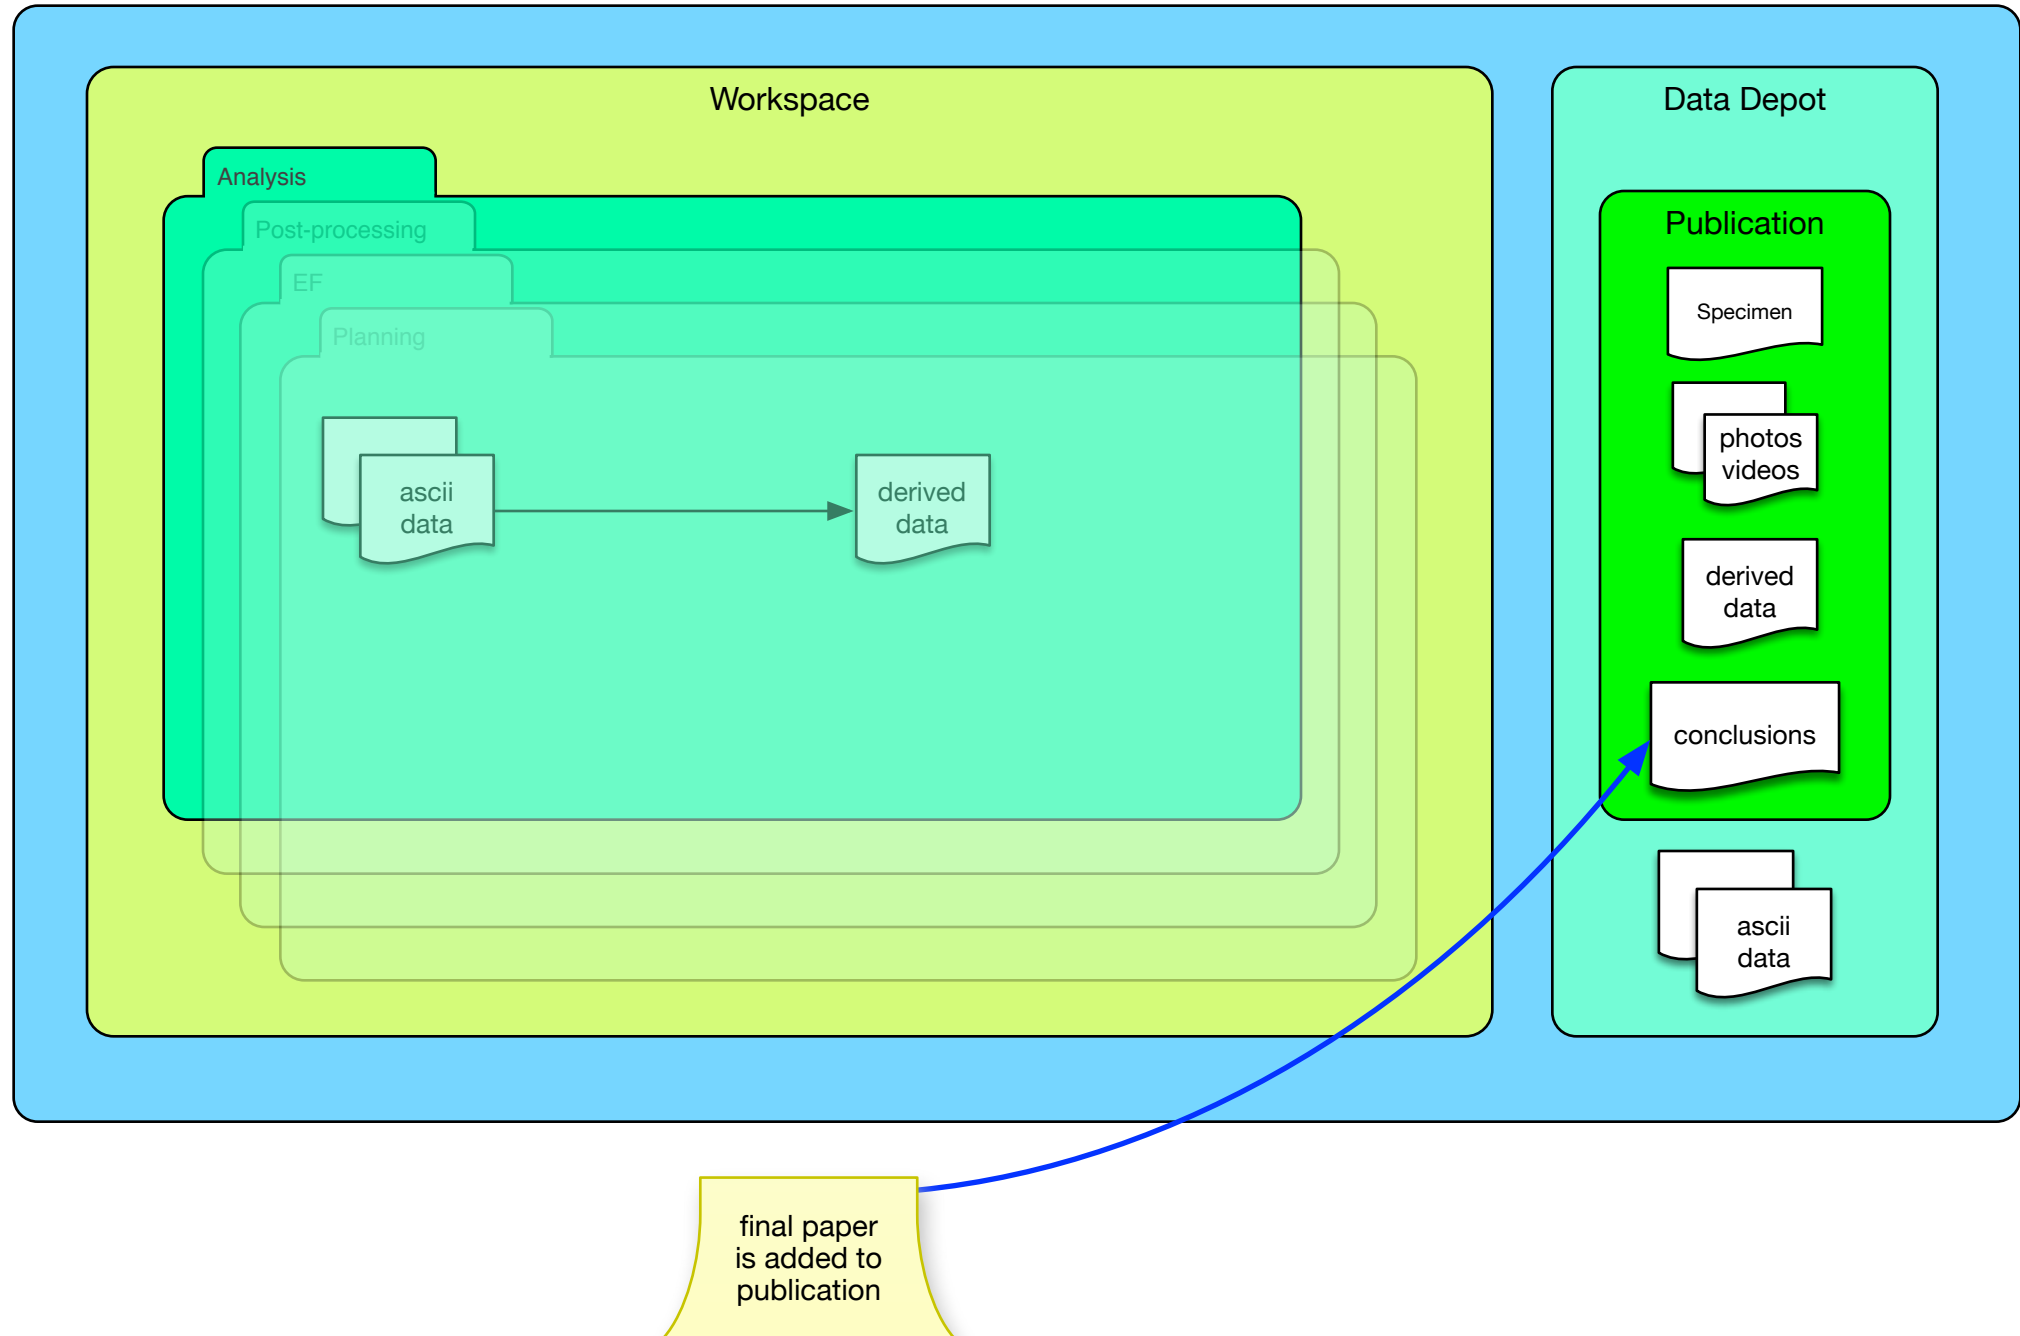 Workspace
Analysis
Post-processing
EF
Planning
ascii
data
derived
data
Data Depot
Publication
Specimen
photos
videos
derived
data
conclusions
ascii
data
final paper
is added to
publication